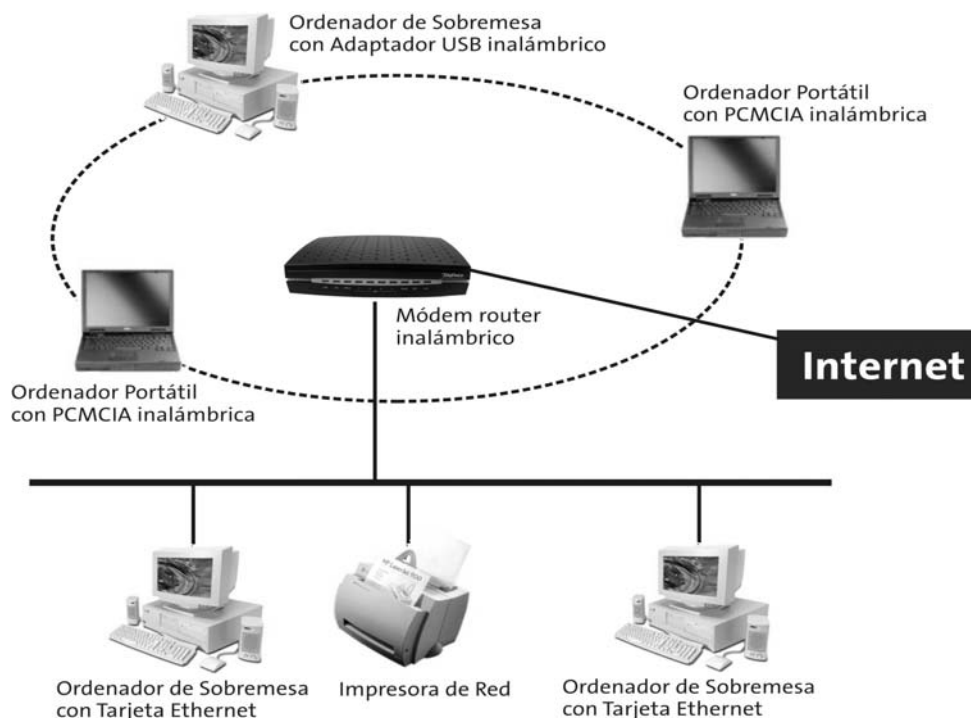 Ordenador de Sobremesa
con Adaptador USB inalámbrico
Ordenador Portátil
con PCMCIA inalámbrica
Módem router
inalámbrico
Internet
Ordenador Portátil
con PCMCIA inalámbrica
Ordenador de Sobremesa
con Tarjeta Ethernet
Impresora de Red
Ordenador de Sobremesa
con Tarjeta Ethernet